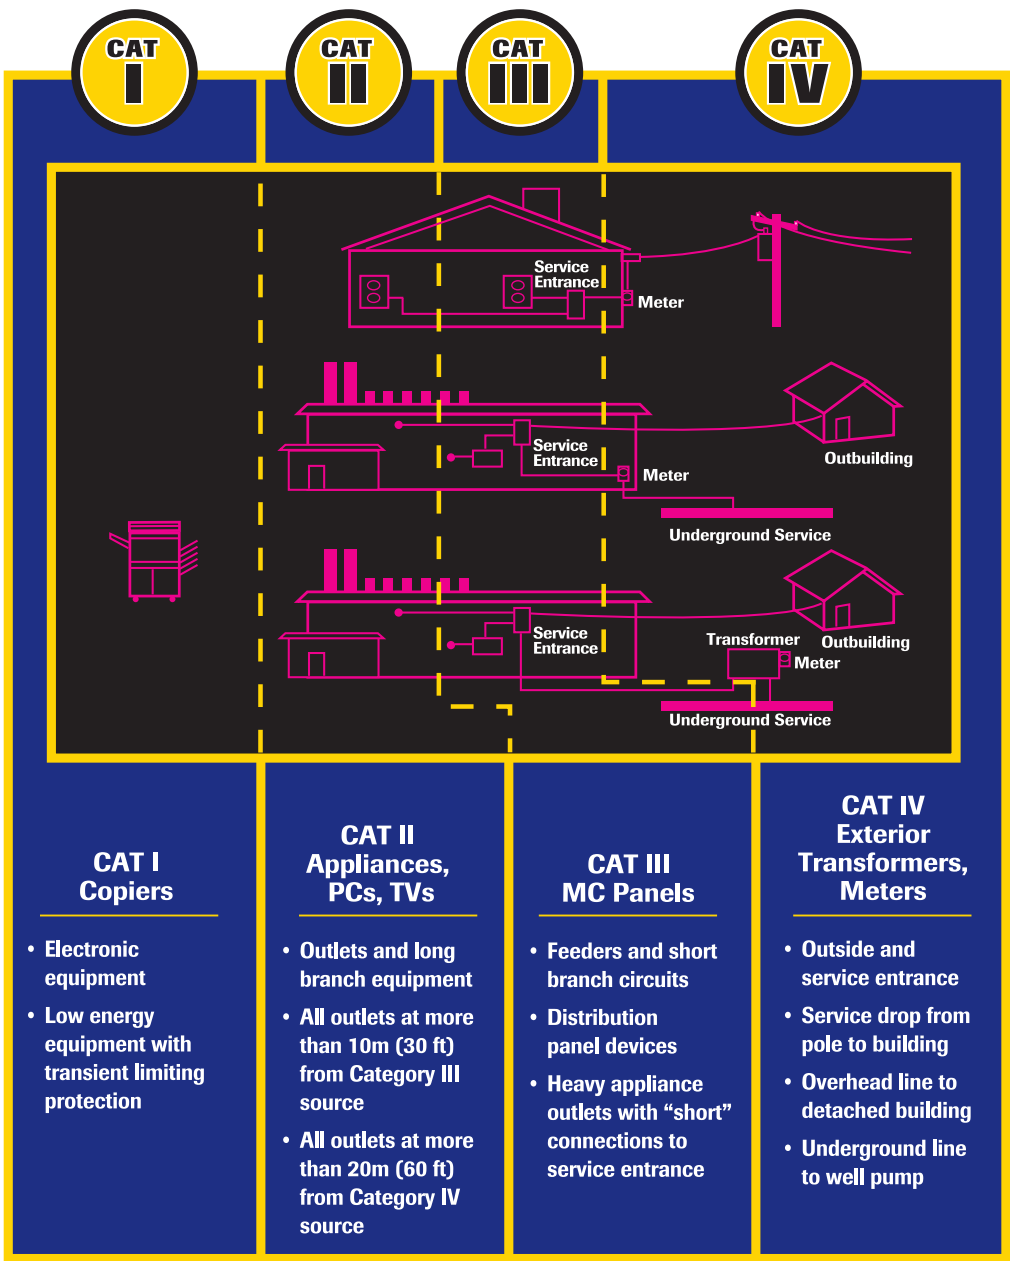 CAT
I
CAT
II
CAT
III
CAT
IV
Service
Entrance
Meter
Service
Entrance
Meter
Outbuilding
Underground Service
Service
Entrance
Transformer
Meter
Outbuilding
Underground Service
CAT I
Copiers
• Electronic
equipment
• Low energy
equipment with
transient limiting
protection
CAT II
Appliances,
PCs, TVs
• Outlets and long
branch equipment
• All outlets at more
than 10m (30 ft)
from Category III
source
• All outlets at more
than 20m (60 ft)
from Category IV
source
CAT III
MC Panels
• Feeders and short
branch circuits
• Distribution
panel devices
• Heavy appliance
outlets with “short”
connections to
service entrance
CAT IV
Exterior
Transformers,
Meters
• Outside and
service entrance
• Service drop from
pole to building
• Overhead line to
detached building
• Underground line
to well pump